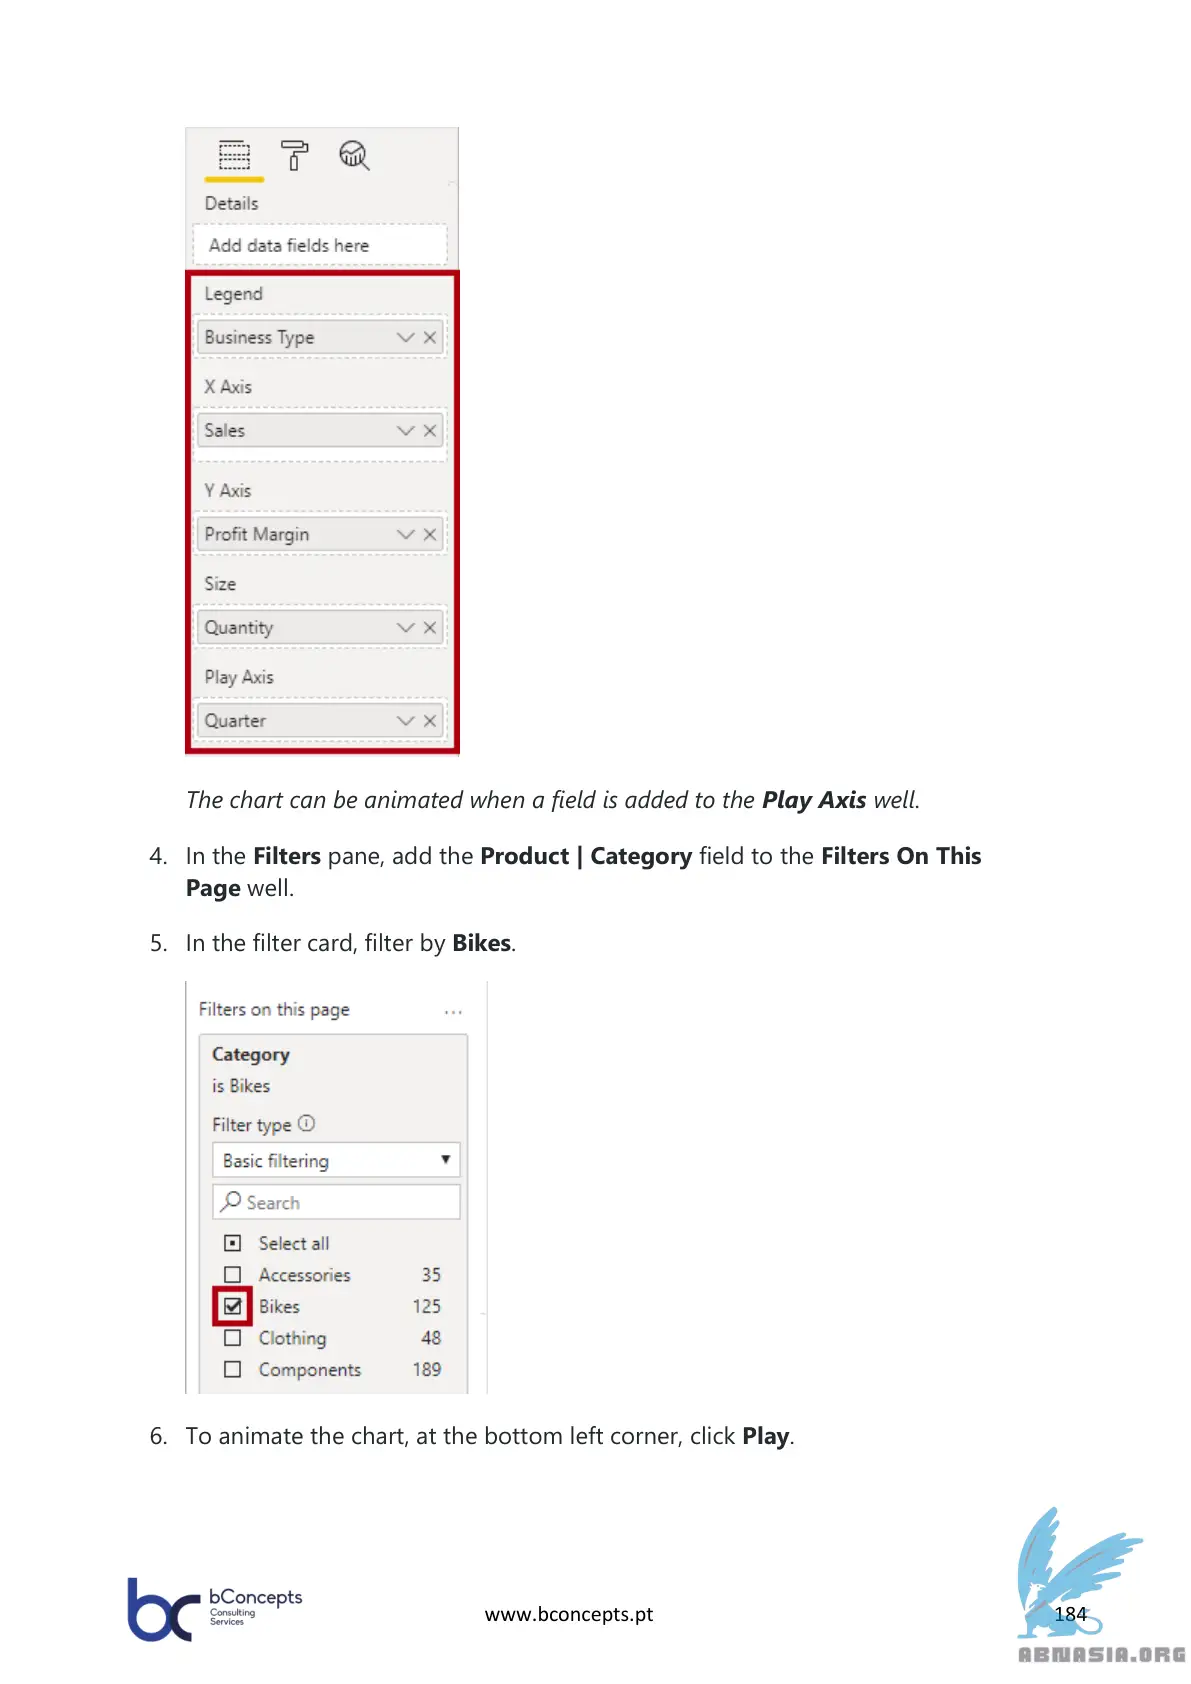 Details
Add data fields here
Legend
Business Type
X Axis
Sales
Y Axis
Profit Margin
Size
Quantity
Play Axis
Quarter
The chart can be animated when a field is added to the Play Axis well.
4. In the Filters pane, add the Product | Category field to the Filters On This
Page well.
5. In the filter card, filter by Bikes.
Filters on this page ...
Category
is Bikes
Filter type
Basic filtering
Search
Select all
Accessories 35
Bikes 125
Clothing 48
Components 189
6. To animate the chart, at the bottom left corner, click Play.
bc bConcepts
Consulting
Services
www.bconcepts.pt
184
ABNASIA.ORG